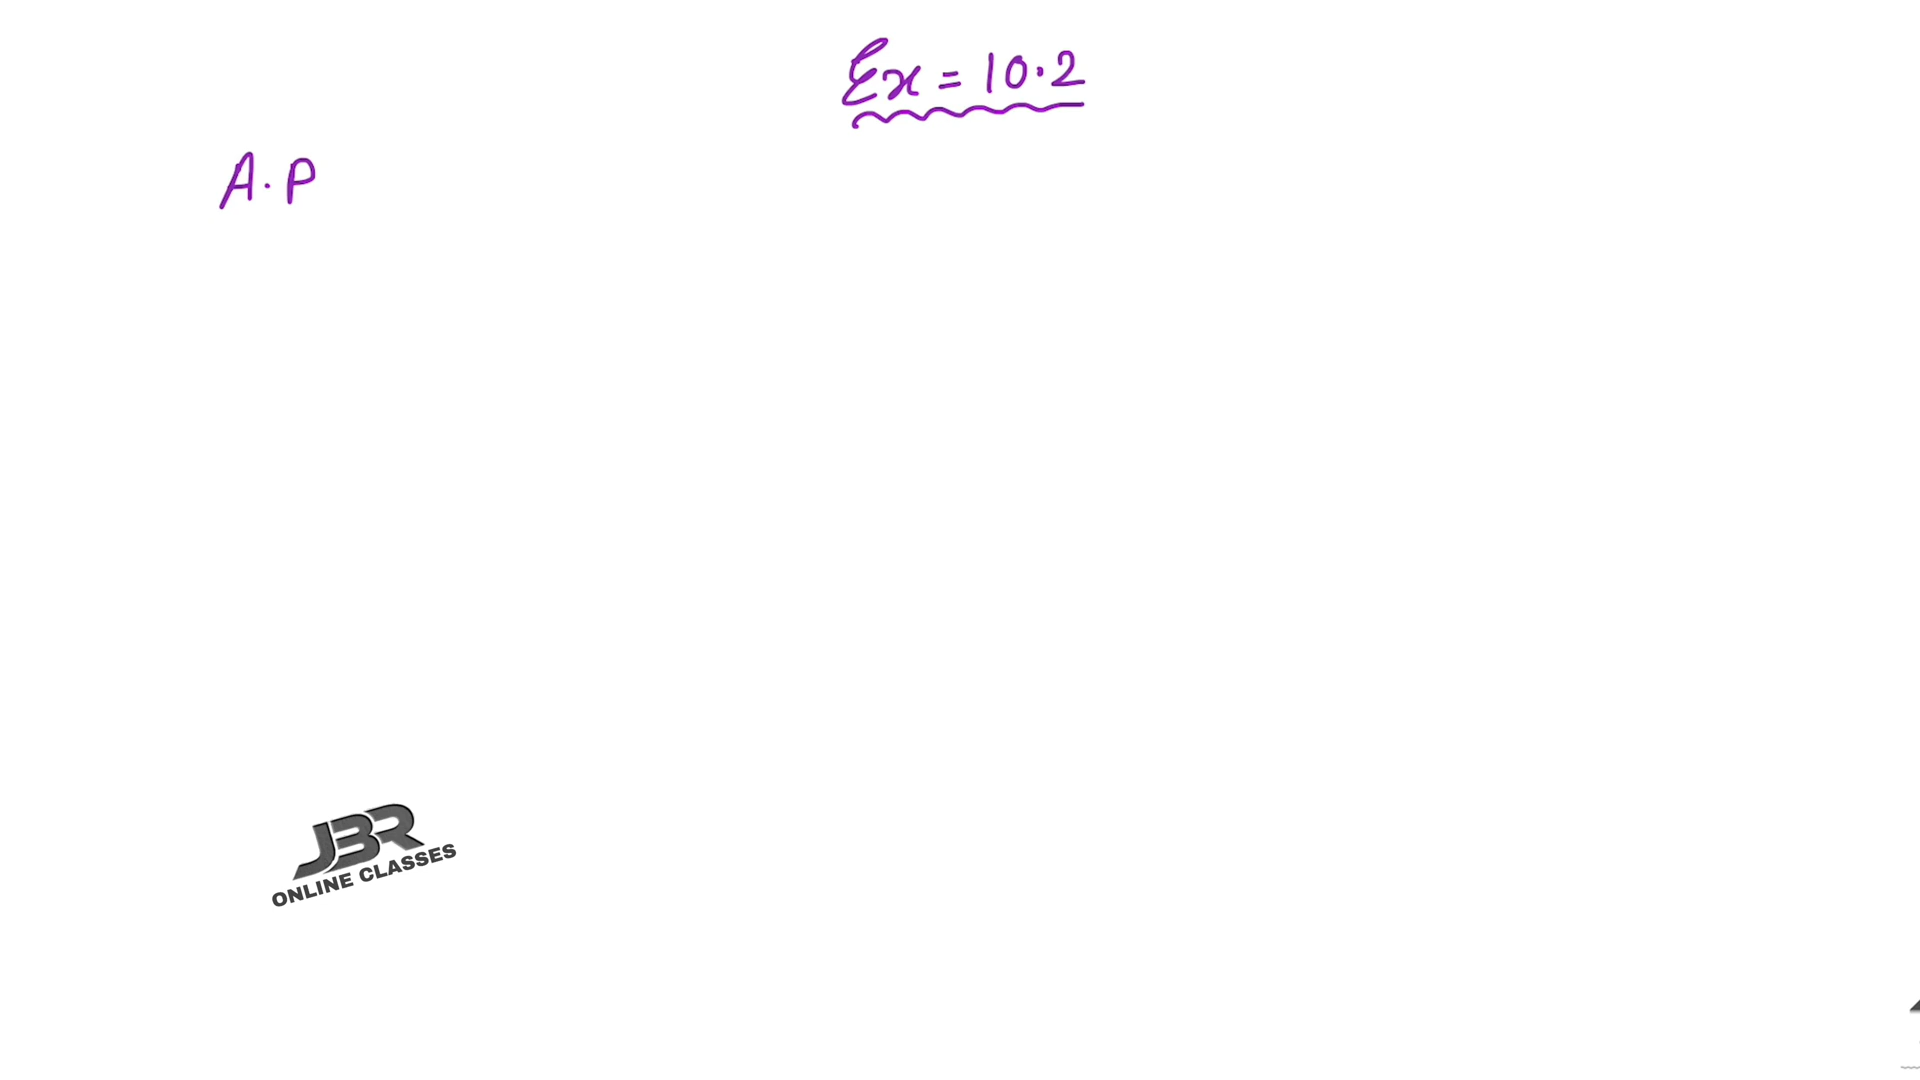 Ex = 10.2
A.P
JBR
ONLINE CLASSES